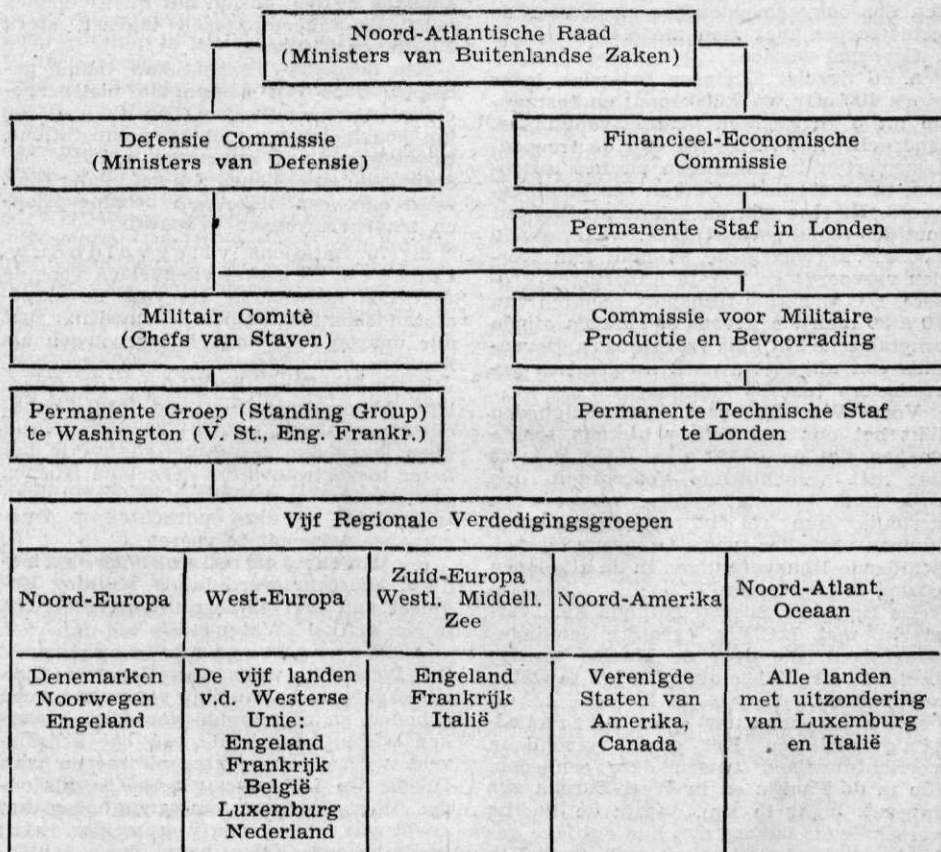 Noord-Atlantische Raad
(Ministers van Buitenlandse Zaken)
Defensie Commissie
(Ministers van Defensie)
Financieel-Economische
Commissie
Permanente Staf in Londen
Militair Comitè
(Chefs van Staven)
Commissie voor Militaire
Productie en Bevoorrading
Permanente Groep (Standing Group)
te Washington (V. St., Eng. Frankr.)
Permanente Technische Staf
te Londen
Vijf Regionale Verdedigingsgroepen
Noord-Europa
West-Europa
Zuid-Europa
Westl. Middell.
Zee
Noord-Amerika
Noord-Atlant.
Oceaan
Denemarken
Noorwegen
Engeland
De vijf landen
v.d. Westerse
Unie:
Engeland
Frankrijk
België
Luxemburg
Nederland
Engeland
Frankrijk
Italië
Verenigde
Staten van
Amerika,
Canada
Alle landen
met uitzondering
van Luxemburg
en Italië